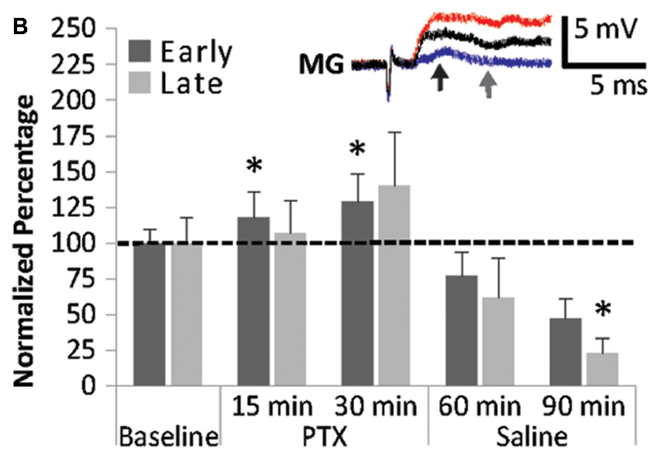 B
Normalized Percentage
250
225
200
175
150
125
100
75
50
25
0
Early
Late
MG
5 mV
5 ms
*
*
*
15 min 30 min 60 min 90 min
Baseline PTX Saline